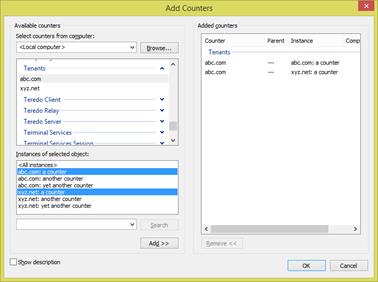 Add Counters
Available counters
Select counters from computer:
<Local computer>
Browse...
Tenants
abc.com
xyz.net
Teredo Client
Teredo Relay
Teredo Server
Terminal Services
Terminal Services Session
Instances of selected object:
<All instances>
abc.com: a counter
abc.com: another counter
abc.com: yet another counter
xyz.net: a counter
xyz.net: another counter
xyz.net: yet another counter
Search
Add >>
Show description
Added counters
Counter Parent Instance Comp
Tenants
abc.com --- abc.com: a counter
abc.com --- xyz.net: a counter
Remove <<
OK Cancel